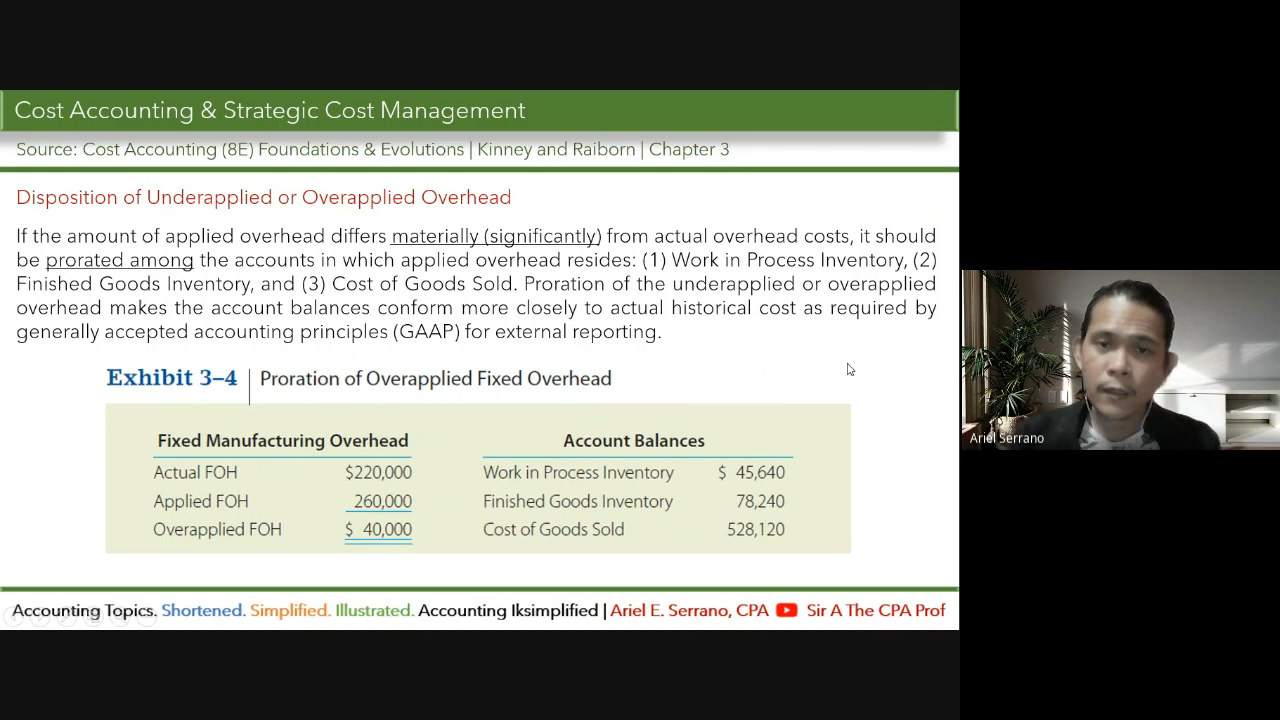 Cost Accounting & Strategic Cost Management
Source: Cost Accounting (8E) Foundations & Evolutions | Kinney and Raiborn | Chapter 3
Disposition of Underapplied or Overapplied Overhead
If the amount of applied overhead differs materially (significantly) from actual overhead costs, it should
be prorated among the accounts in which applied overhead resides: (1) Work in Process Inventory, (2)
Finished Goods Inventory, and (3) Cost of Goods Sold. Proration of the underapplied or overapplied
overhead makes the account balances conform more closely to actual historical cost as required by
generally accepted accounting principles (GAAP) for external reporting.
Exhibit 3–4 Proration of Overapplied Fixed Overhead
Fixed Manufacturing Overhead Account Balances
Actual FOH $220,000 Work in Process Inventory $ 45,640
Applied FOH 260,000 Finished Goods Inventory 78,240
Overapplied FOH $ 40,000 Cost of Goods Sold 528,120
Ariel Serrano
Accounting Topics. Shortened. Simplified. Illustrated. Accounting Iksimplified | Ariel E. Serrano, CPA Sir A The CPA Prof